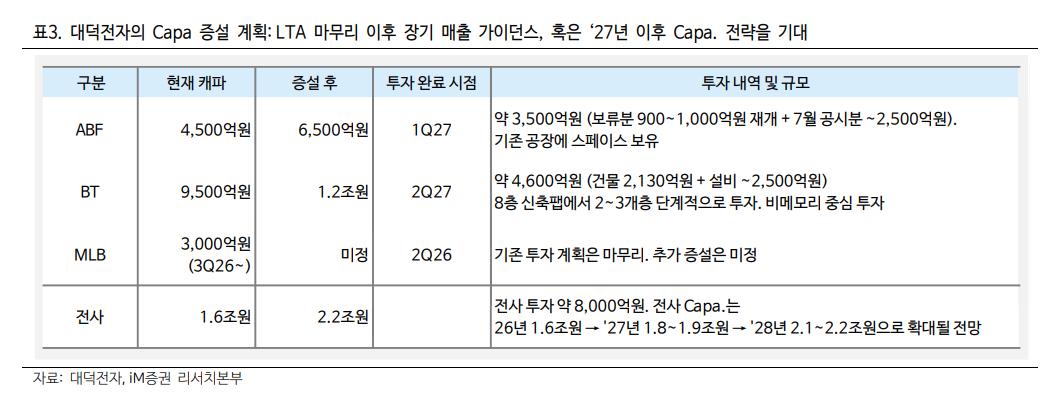 표3. 대덕전자의 Capa 증설 계획: LTA 마무리 이후 장기 매출 가이던스, 혹은 ‘27년 이후 Capa. 전략을 기대
구분 현재 캐파 증설 후 투자 완료 시점 투자 내역 및 규모
ABF 4,500억원 6,500억원 1Q27 약 3,500억원 (보류분 900~1,000억원 재개 + 7월 공시분 ~2,500억원).
기존 공장에 스페이스 보유
BT 9,500억원 1.2조원 2Q27 약 4,600억원 (건물 2,130억원 + 설비 ~2,500억원)
8층 신축팹에서 2~3개층 단계적으로 투자. 비메모리 중심 투자
MLB 3,000억원
(3Q26~) 미정 2Q26 기존 투자 계획은 마무리. 추가 증설은 미정
전사 1.6조원 2.2조원 전사 투자 약 8,000억원. 전사 Capa.는
26년 1.6조원 → '27년 1.8~1.9조원 → '28년 2.1~2.2조원으로 확대될 전망
자료: 대덕전자, iM증권 리서치본부